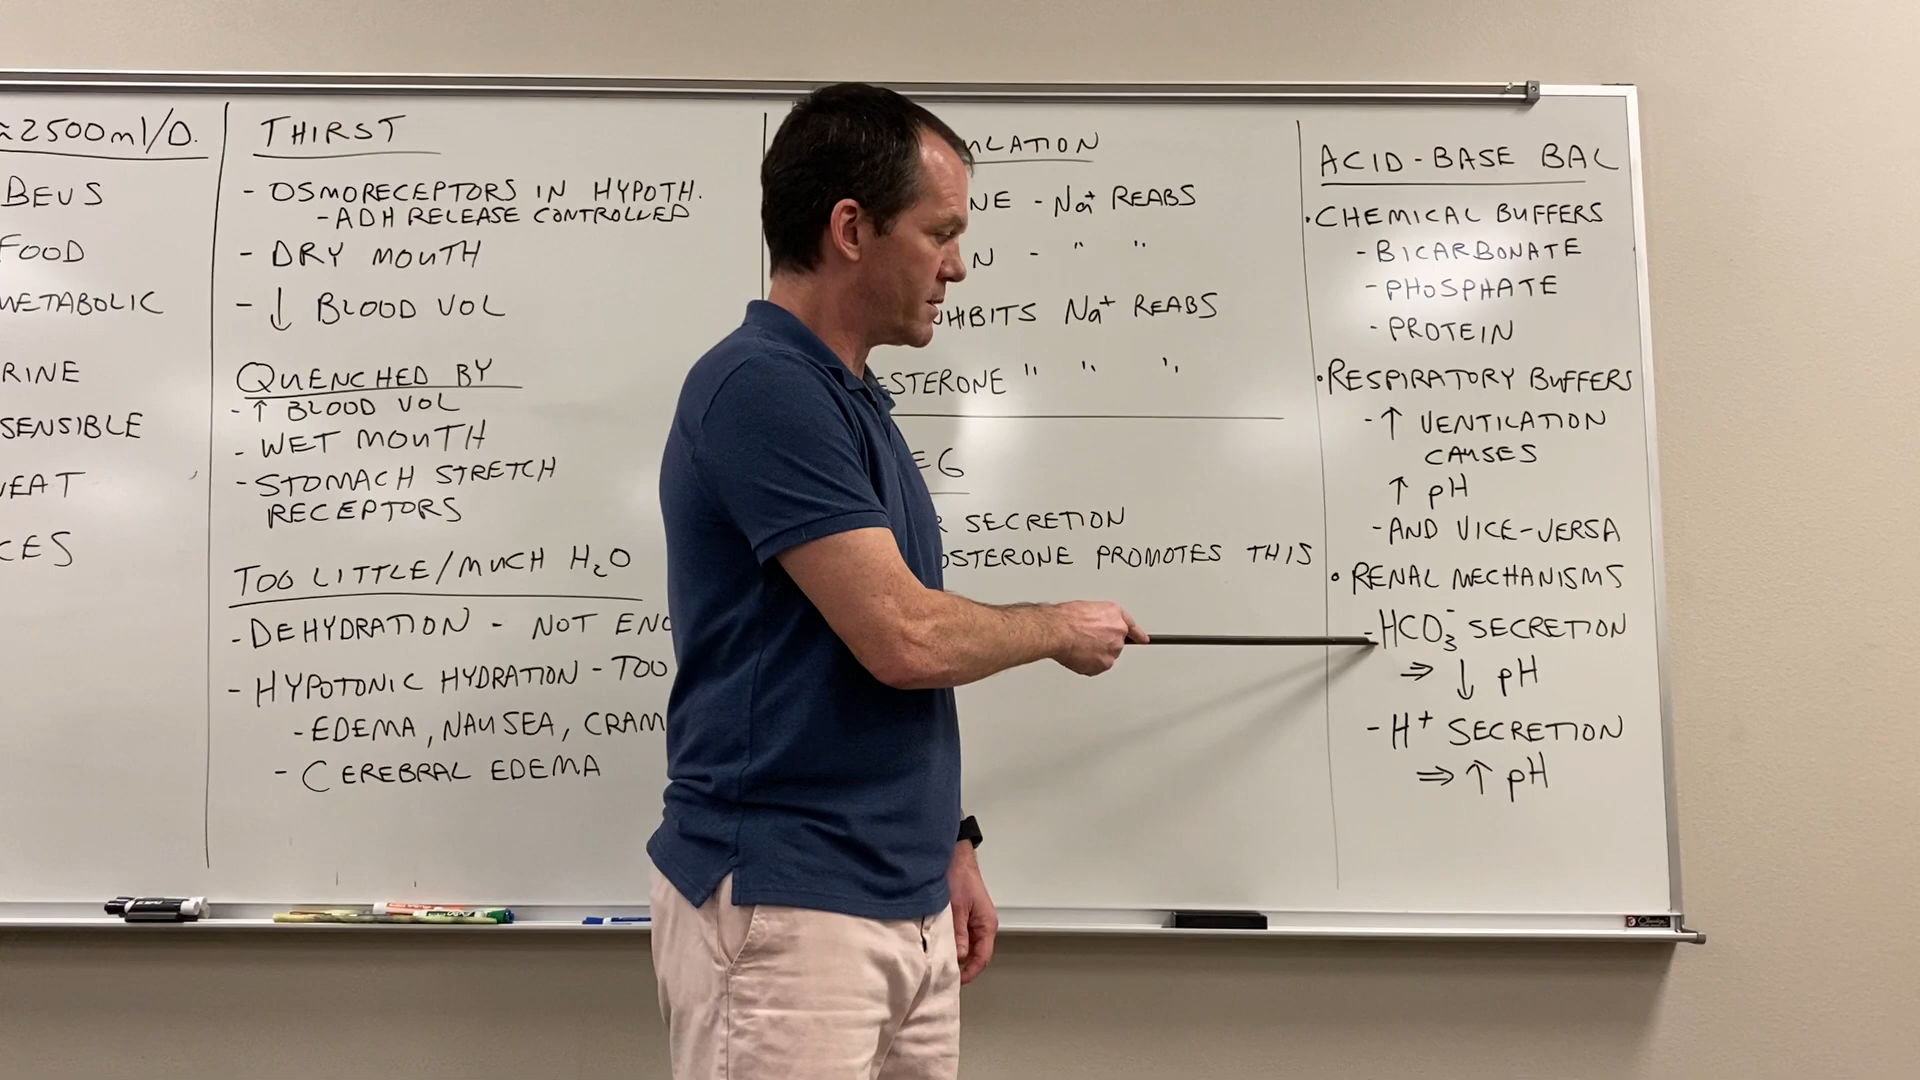 ≈2500ml/D.
BEVS
FOOD
METABOLIC
RINE
SENSIBLE
EAT
CES
THIRST
- OSMORECEPTORS IN HYPOTH.
- ADH RELEASE CONTROLLED
- DRY MOUTH
- ↓ BLOOD VOL
QUENCHED BY
- ↑ BLOOD VOL
- WET MOUTH
- STOMACH STRETCH
RECEPTORS
TOO LITTLE/MUCH H₂O
- DEHYDRATION - NOT ENO
- HYPOTONIC HYDRATION - TOO
- EDEMA, NAUSEA, CRAM
- CEREBRAL EDEMA
ULATION
NE - Na⁺ REABS
N - " "
HIBITS Na⁺ REABS
ESTERONE " " "
EG
R SECRETION
OSTERONE PROMOTES THIS
ACID-BASE BAL
• CHEMICAL BUFFERS
- BICARBONATE
- PHOSPHATE
- PROTEIN
• RESPIRATORY BUFFERS
- ↑ VENTILATION
CAUSES
↑ pH
- AND VICE-VERSA
• RENAL MECHANISMS
- HCO₃⁻ SECRETION
⇒ ↓ pH
- H⁺ SECRETION
⇒ ↑ pH